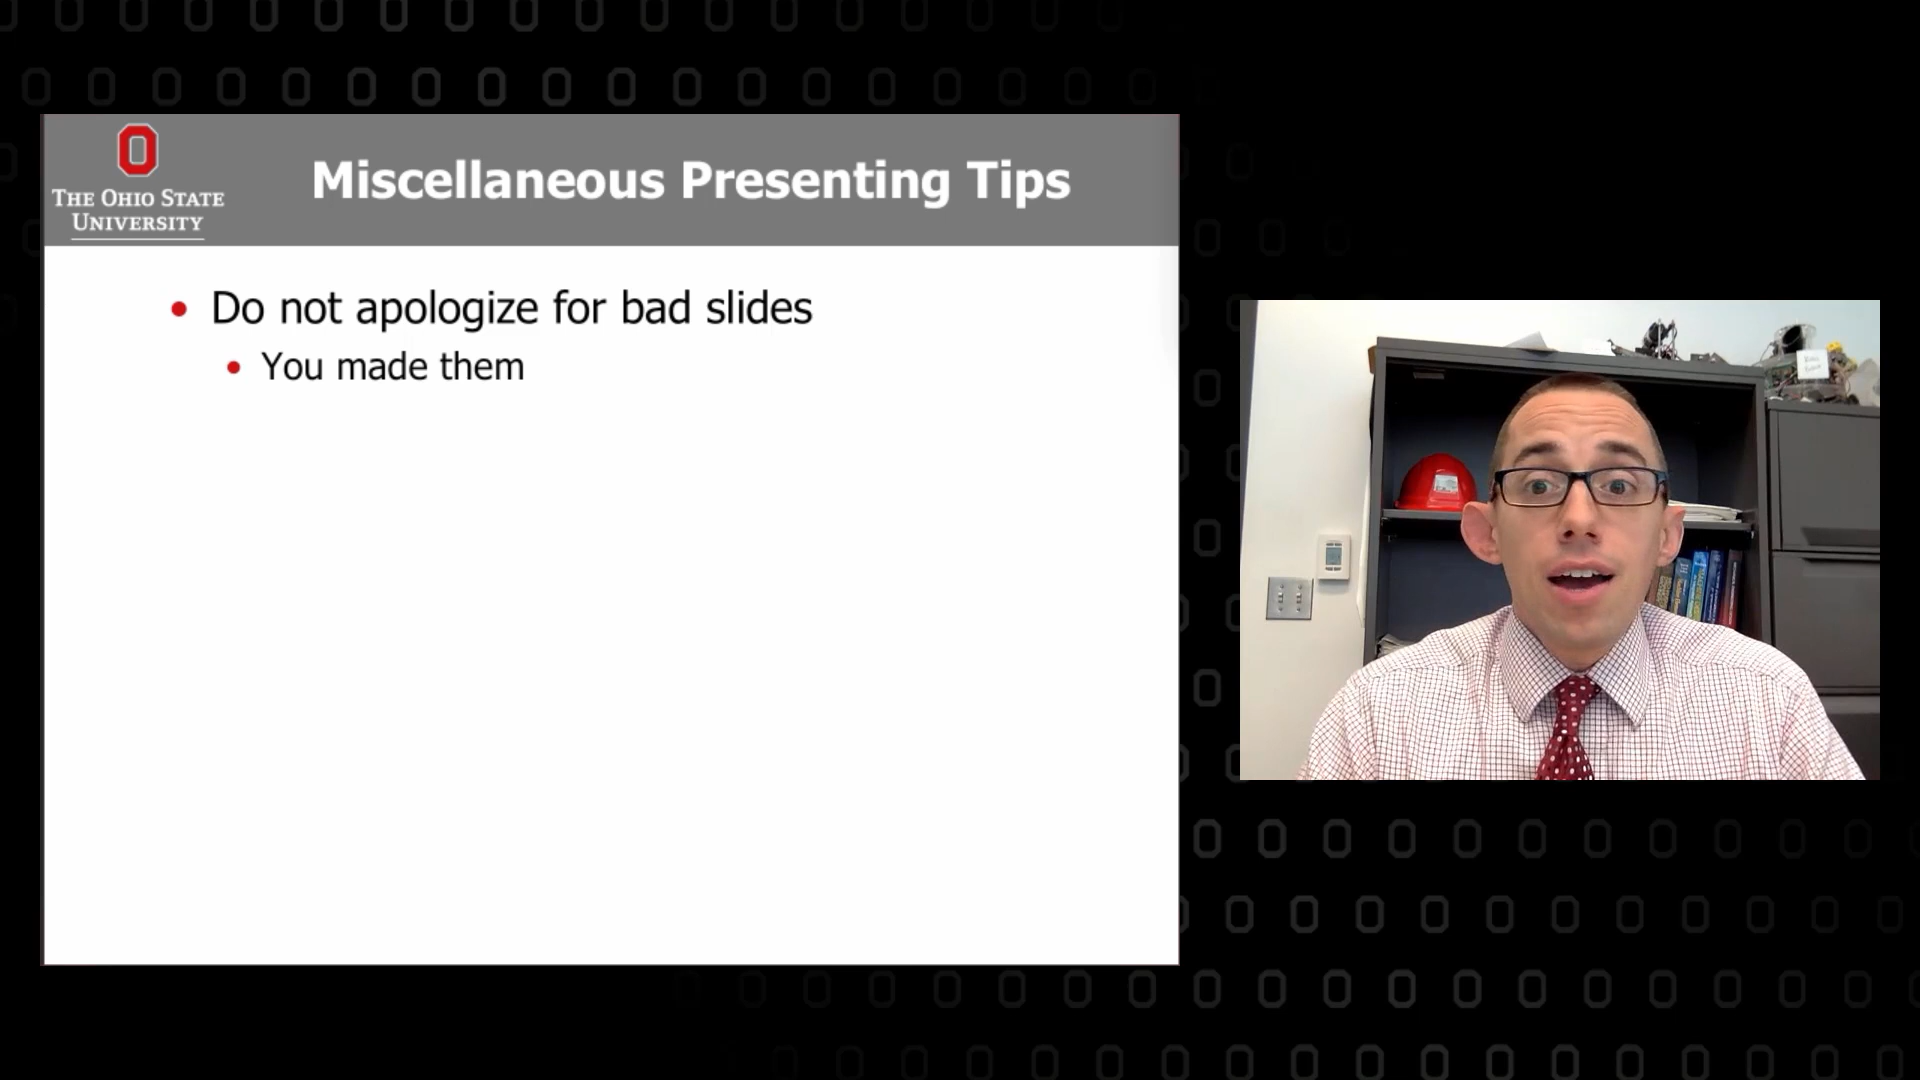 THE OHIO STATE
UNIVERSITY
Miscellaneous Presenting Tips
Do not apologize for bad slides
You made them